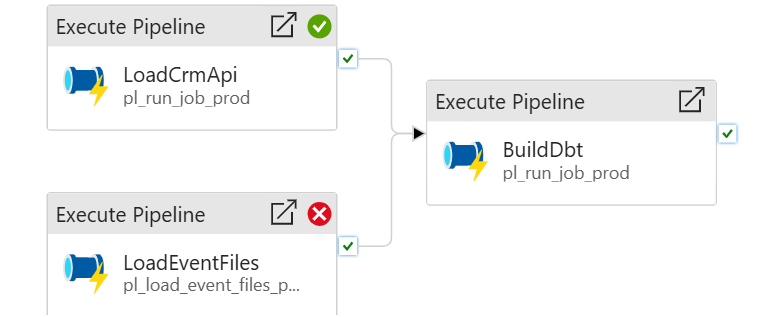 Execute Pipeline
LoadCrmApi
pl_run_job_prod
Execute Pipeline
BuildDbt
pl_run_job_prod
Execute Pipeline
LoadEventFiles
pl_load_event_files_p...